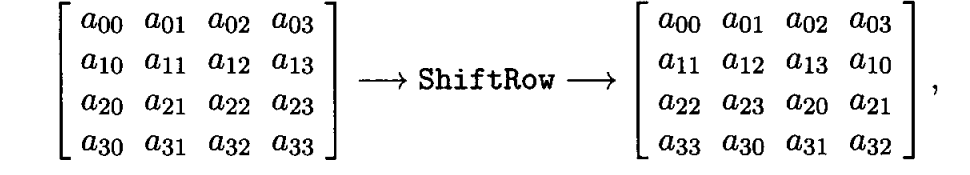 a00 a01 a02 a03 a00 a01 a02 a03
a10 a11 a12 a13 a11 a12 a13 a10
⟶ ShiftRow ⟶ ,
a20 a21 a22 a23 a22 a23 a20 a21
a30 a31 a32 a33 a33 a30 a31 a32